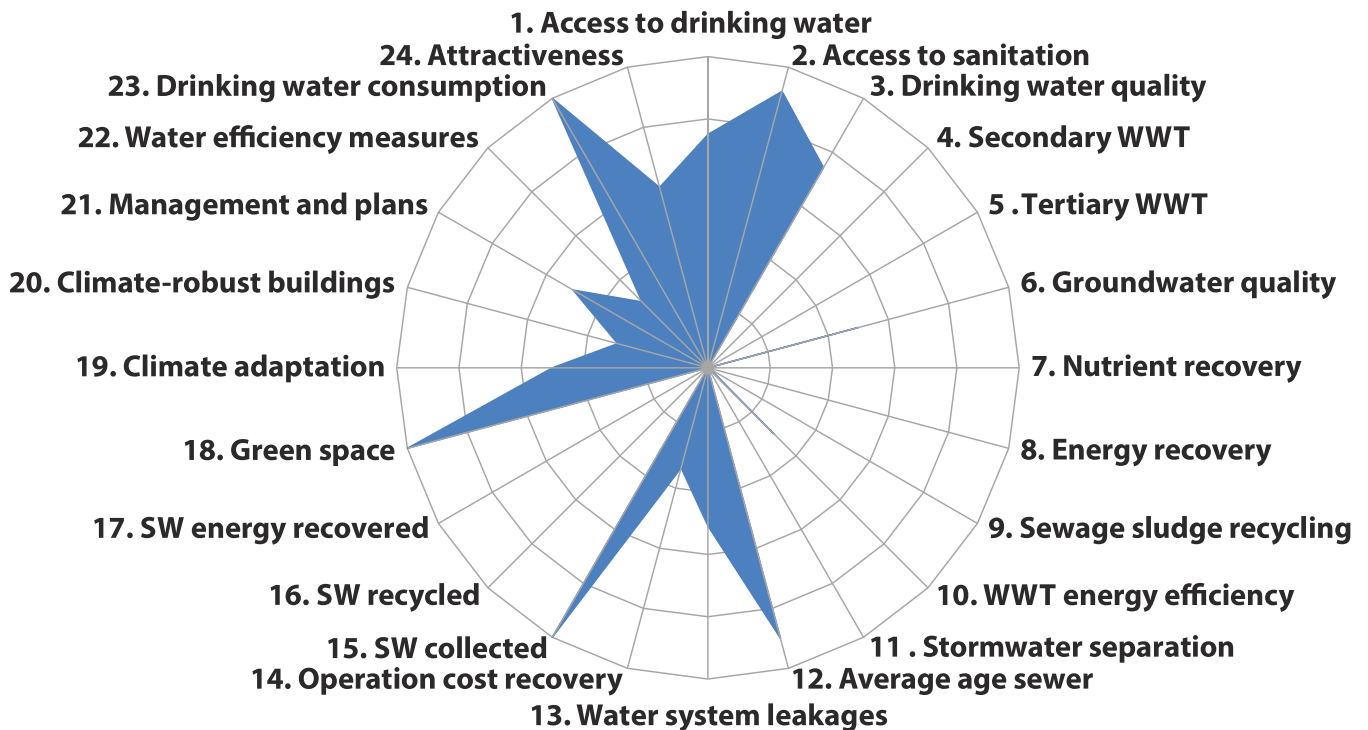 1. Access to drinking water
2. Access to sanitation
3. Drinking water quality
4. Secondary WWT
5 .Tertiary WWT
6. Groundwater quality
7. Nutrient recovery
8. Energy recovery
9. Sewage sludge recycling
10. WWT energy efficiency
11 . Stormwater separation
12. Average age sewer
13. Water system leakages
14. Operation cost recovery
15. SW collected
16. SW recycled
17. SW energy recovered
18. Green space
19. Climate adaptation
20. Climate-robust buildings
21. Management and plans
22. Water efficiency measures
23. Drinking water consumption
24. Attractiveness